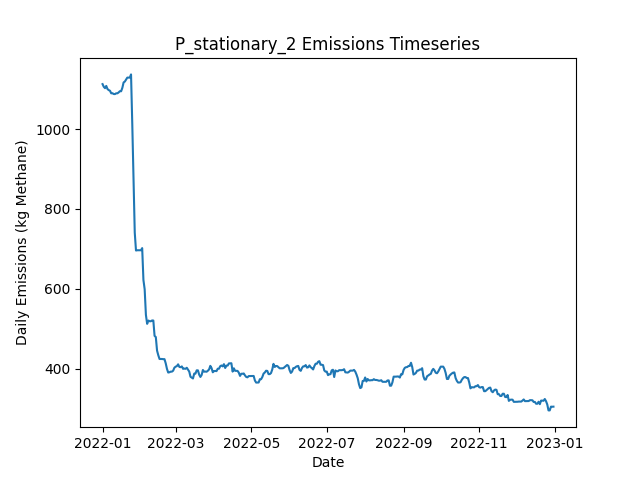 P_stationary_2 Emissions Timeseries
Daily Emissions (kg Methane)
1000
800
600
400
2022-01 2022-03 2022-05 2022-07 2022-09 2022-11 2023-01
Date